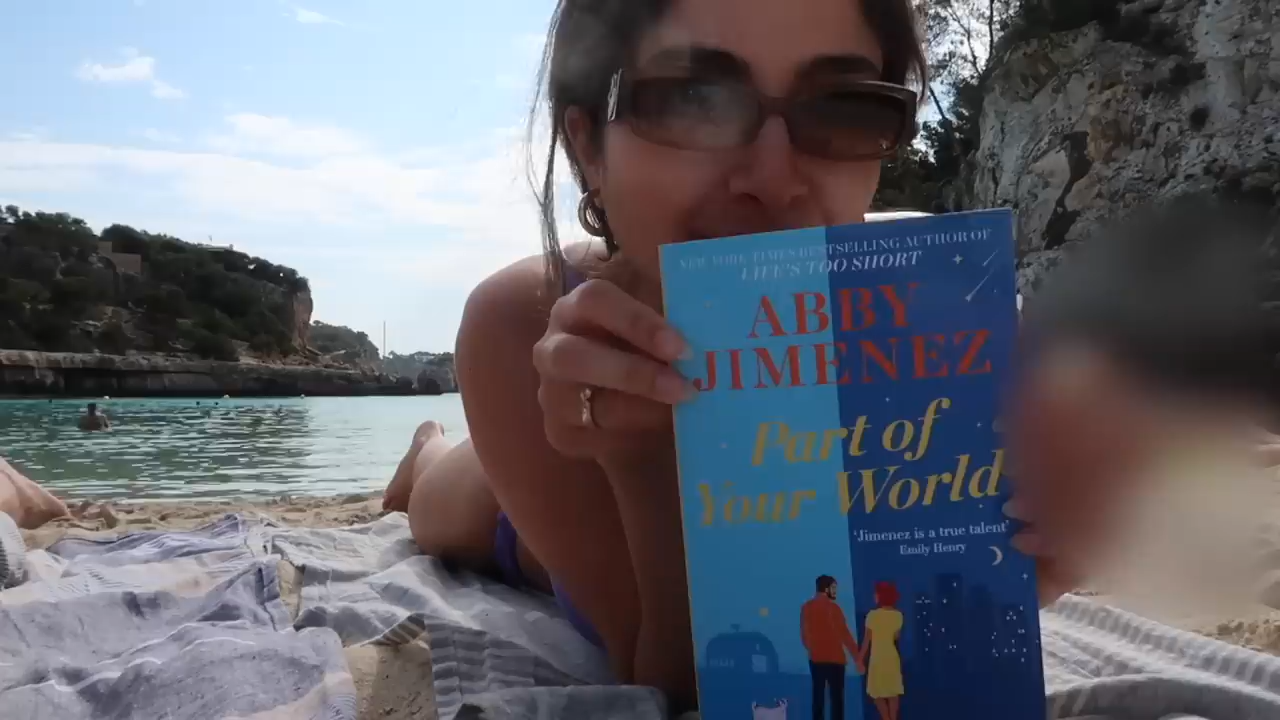 NEW YORK TIMES BESTSELLING AUTHOR OF
LIFE'S TOO SHORT
ABBY
JIMENEZ
Part of
Your World
'Jimenez is a true talent'
Emily Henry